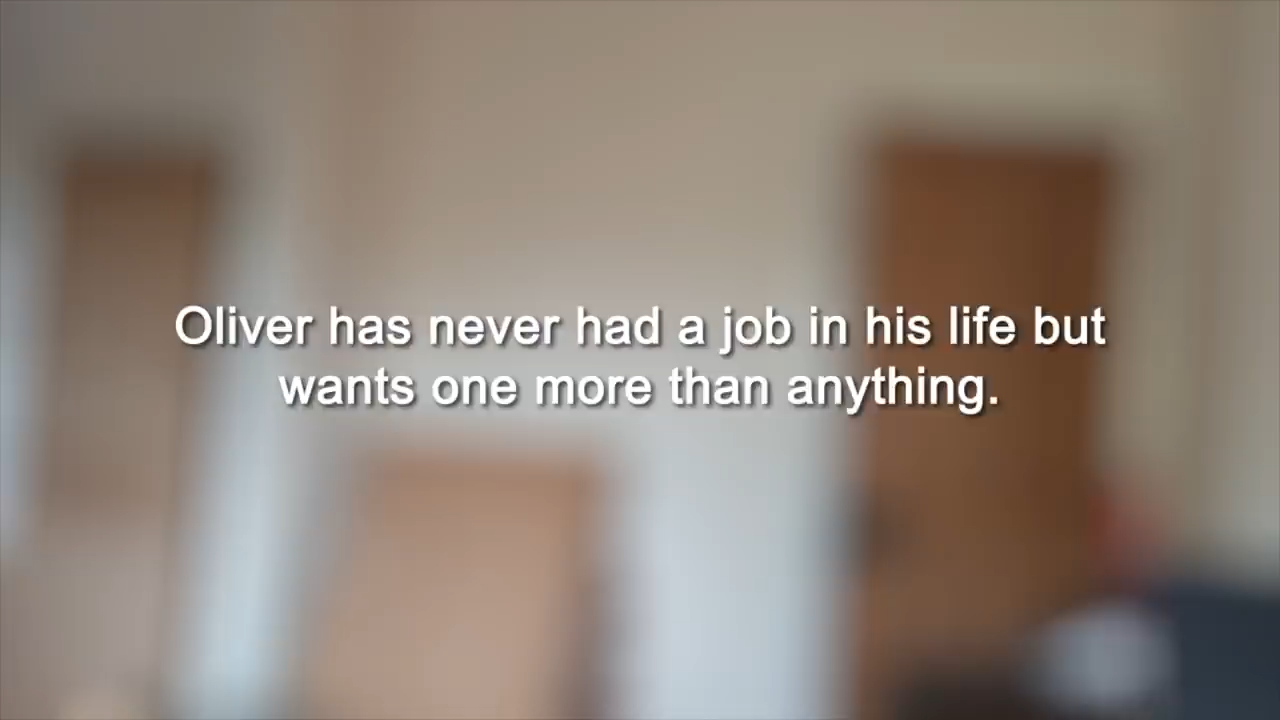 Oliver has never had a job in his life but
wants one more than anything.